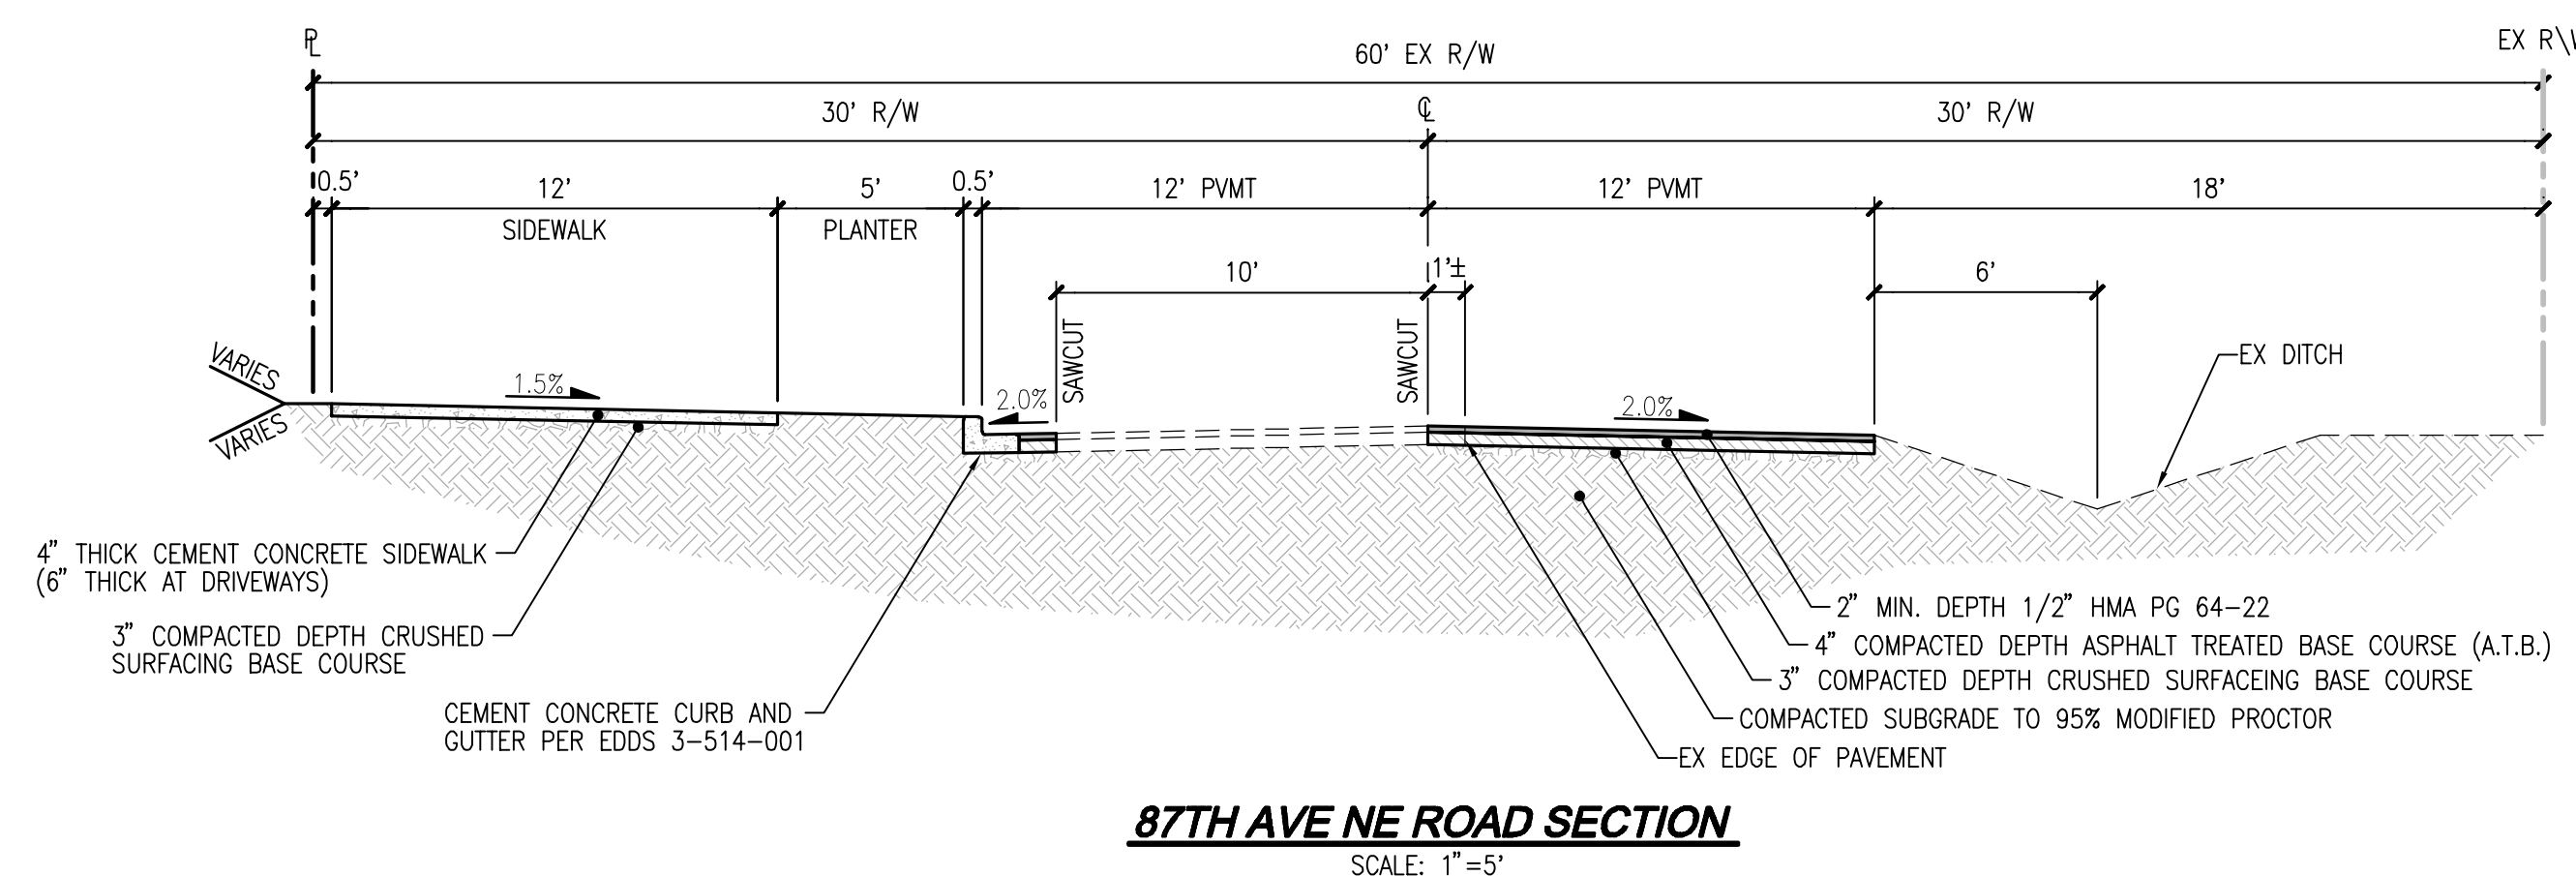 PL
60' EX R/W
EX R\W
30' R/W
CL
30' R/W
0.5'
12'
5'
0.5'
12' PVMT
12' PVMT
18'
SIDEWALK
PLANTER
10'
1'±
6'
SAWCUT
SAWCUT
EX DITCH
VARIES
VARIES
1.5%
2.0%
2.0%
4" THICK CEMENT CONCRETE SIDEWALK
(6" THICK AT DRIVEWAYS)
3" COMPACTED DEPTH CRUSHED
SURFACING BASE COURSE
CEMENT CONCRETE CURB AND
GUTTER PER EDDS 3-514-001
2" MIN. DEPTH 1/2" HMA PG 64-22
4" COMPACTED DEPTH ASPHALT TREATED BASE COURSE (A.T.B.)
3" COMPACTED DEPTH CRUSHED SURFACEING BASE COURSE
COMPACTED SUBGRADE TO 95% MODIFIED PROCTOR
EX EDGE OF PAVEMENT
87TH AVE NE ROAD SECTION
SCALE: 1"=5'